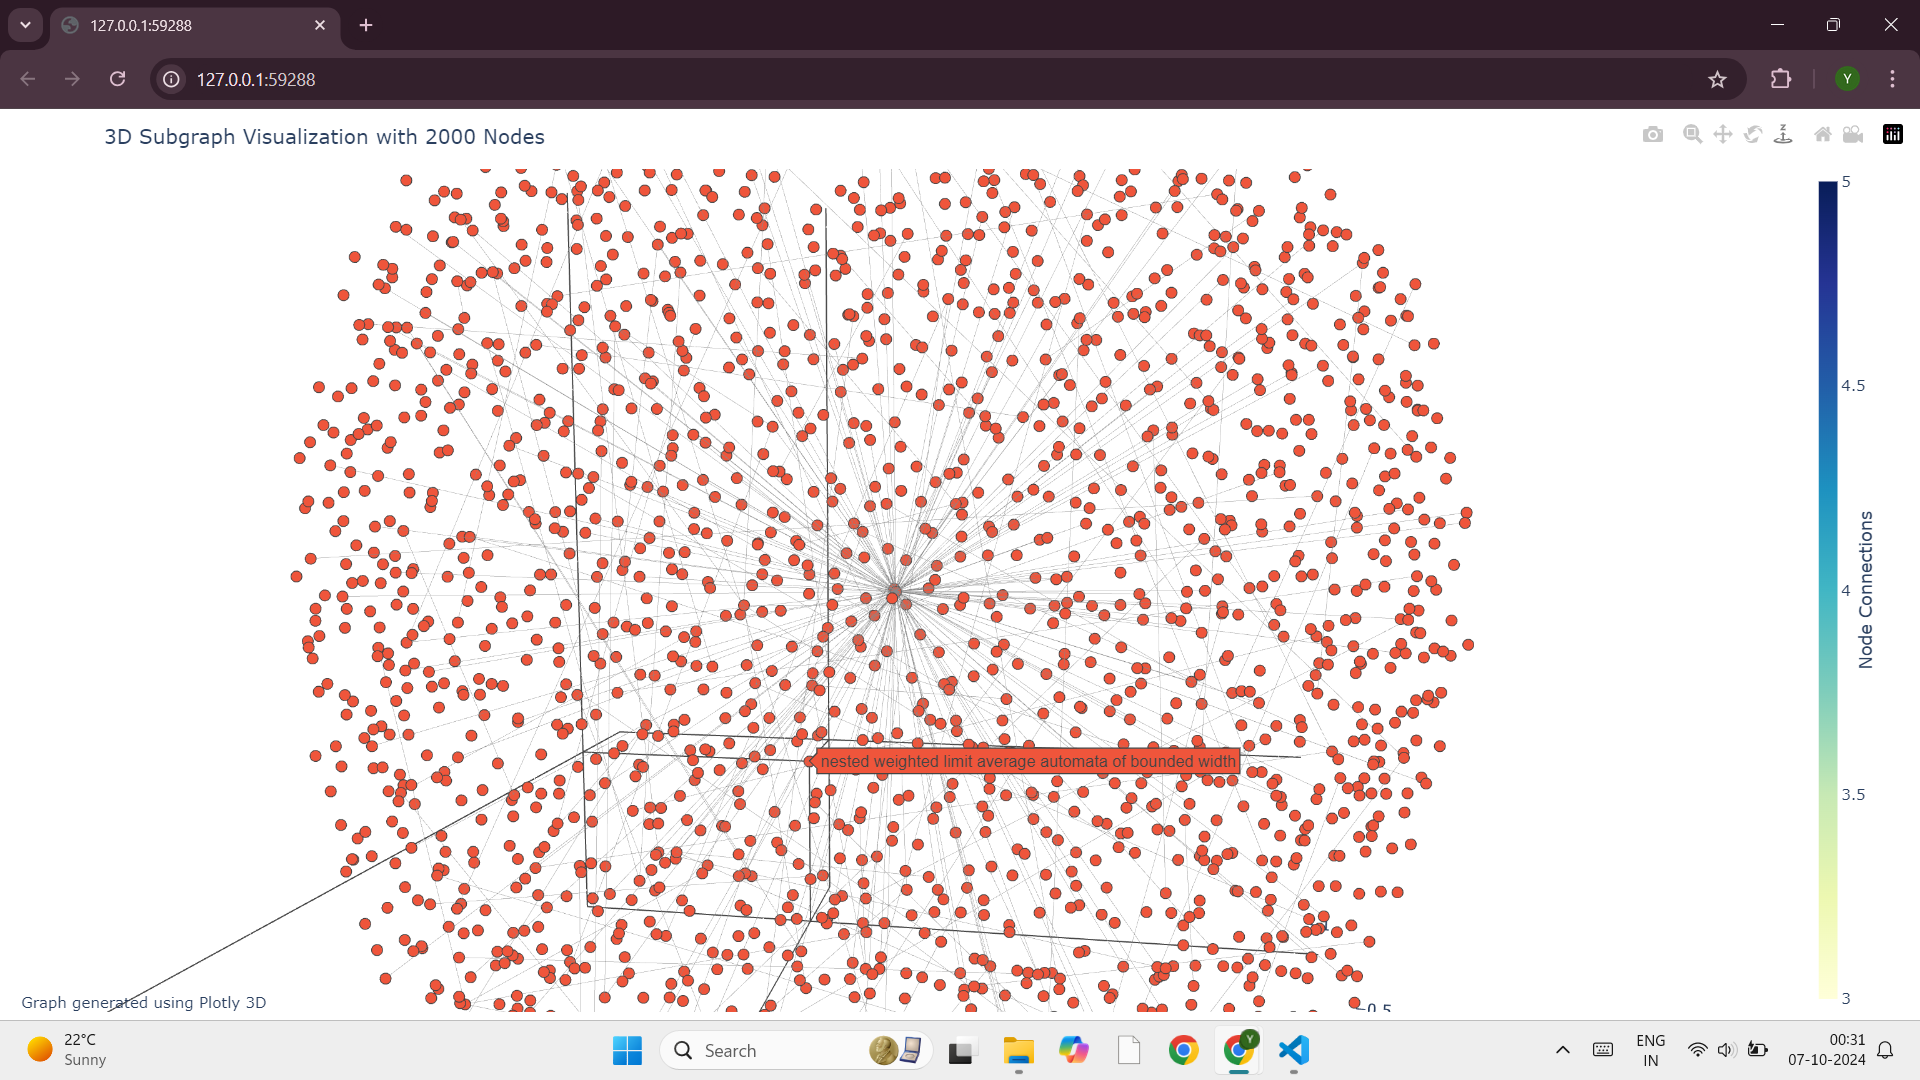 127.0.0.1:59288
127.0.0.1:59288
Y
3D Subgraph Visualization with 2000 Nodes
z
5
4.5
4
3.5
3
Node Connections
nested weighted limit average automata of bounded width
Graph generated using Plotly 3D
22°C
Sunny
Search
Y
ENG
IN
00:31
07-10-2024